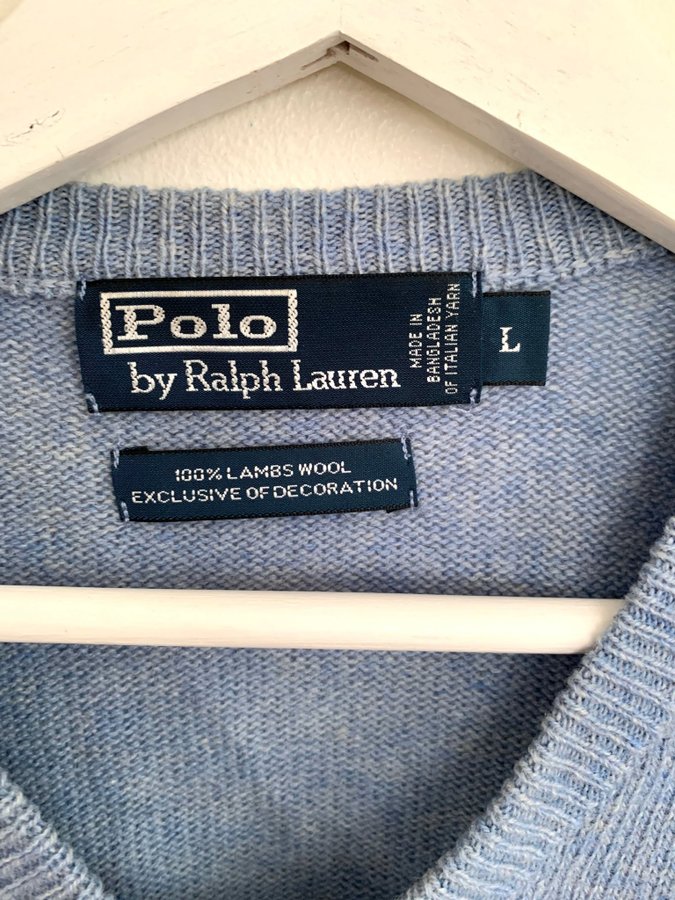 Polo
by Ralph Lauren
MADE IN
BANGLADESH
OF ITALIAN YARN
L
100% LAMBS WOOL
EXCLUSIVE OF DECORATION